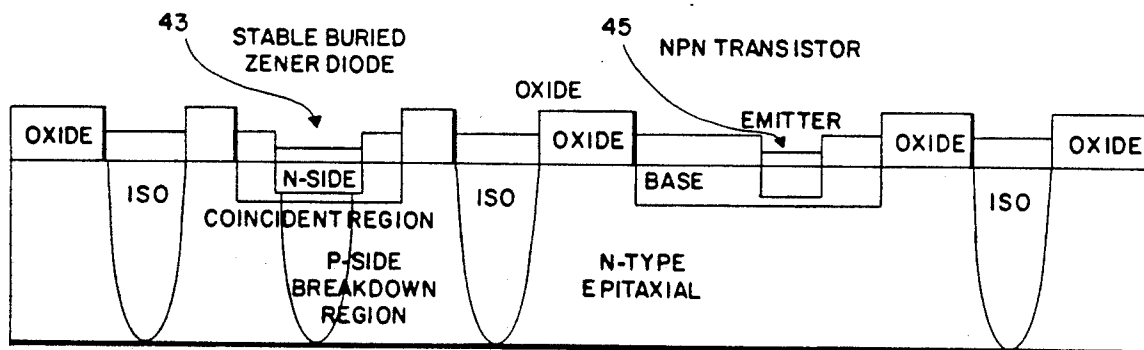 43
STABLE BURIED
ZENER DIODE
45
NPN TRANSISTOR
OXIDE
EMITTER
OXIDE
OXIDE
OXIDE
OXIDE
ISO
N-SIDE
ISO
BASE
ISO
COINCIDENT REGION
P-SIDE
BREAKDOWN
REGION
N-TYPE
EPITAXIAL